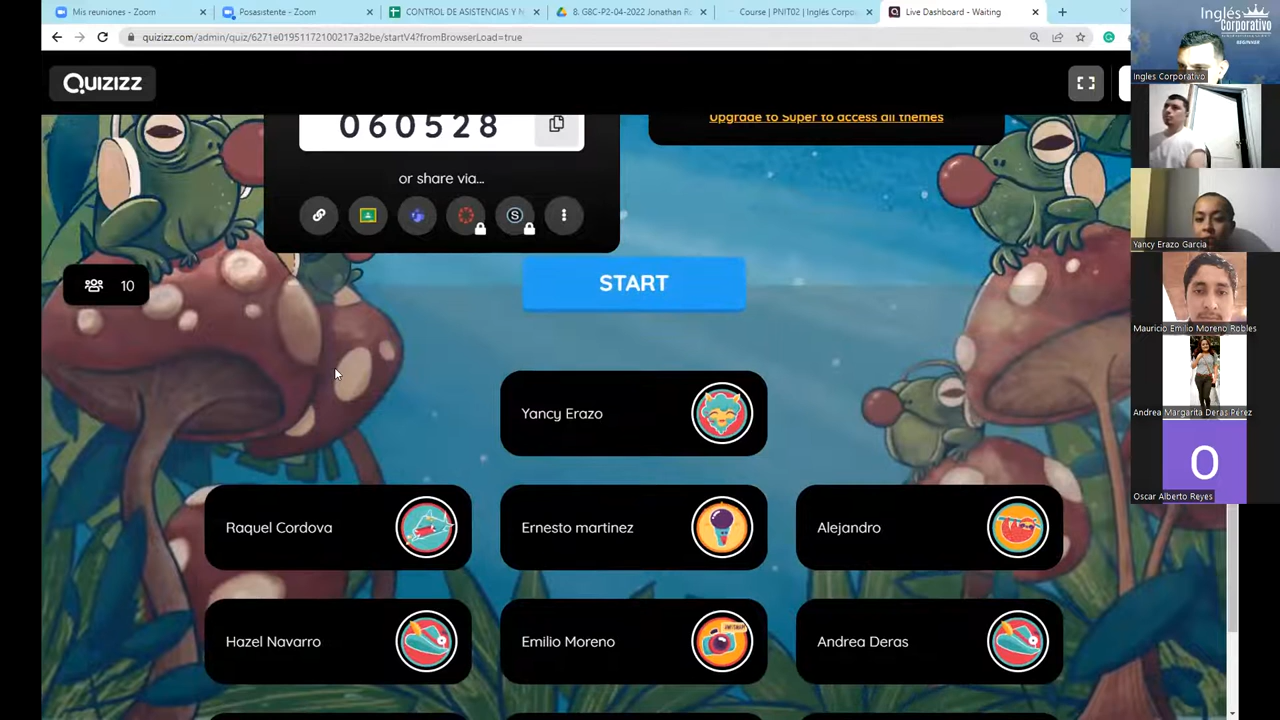 Mis reuniones - Zoom
Posasistente - Zoom
CONTROL DE ASISTENCIAS Y N
8. GBC-P2-04-2022 Jonathan R
Course | PNIT02 | Inglés Corpo
Live Dashboard - Waiting
quizizz.com/admin/quiz/6271e01951172100217a32be/startV4?fromBrowserLoad=true
Quizizz
060528
or share via...
Upgrade to Super to access all themes
10
START
Yancy Erazo
Raquel Cordova
Ernesto martinez
Alejandro
Hazel Navarro
Emilio Moreno
Andrea Deras
Inglés
Corporativo
BEGINNER
Ingles Corporativo
Yancy Erazo Garcia
Mauricio Emilio Moreno Robles
Andrea Margarita Deras Pérez
O
Oscar Alberto Reyes